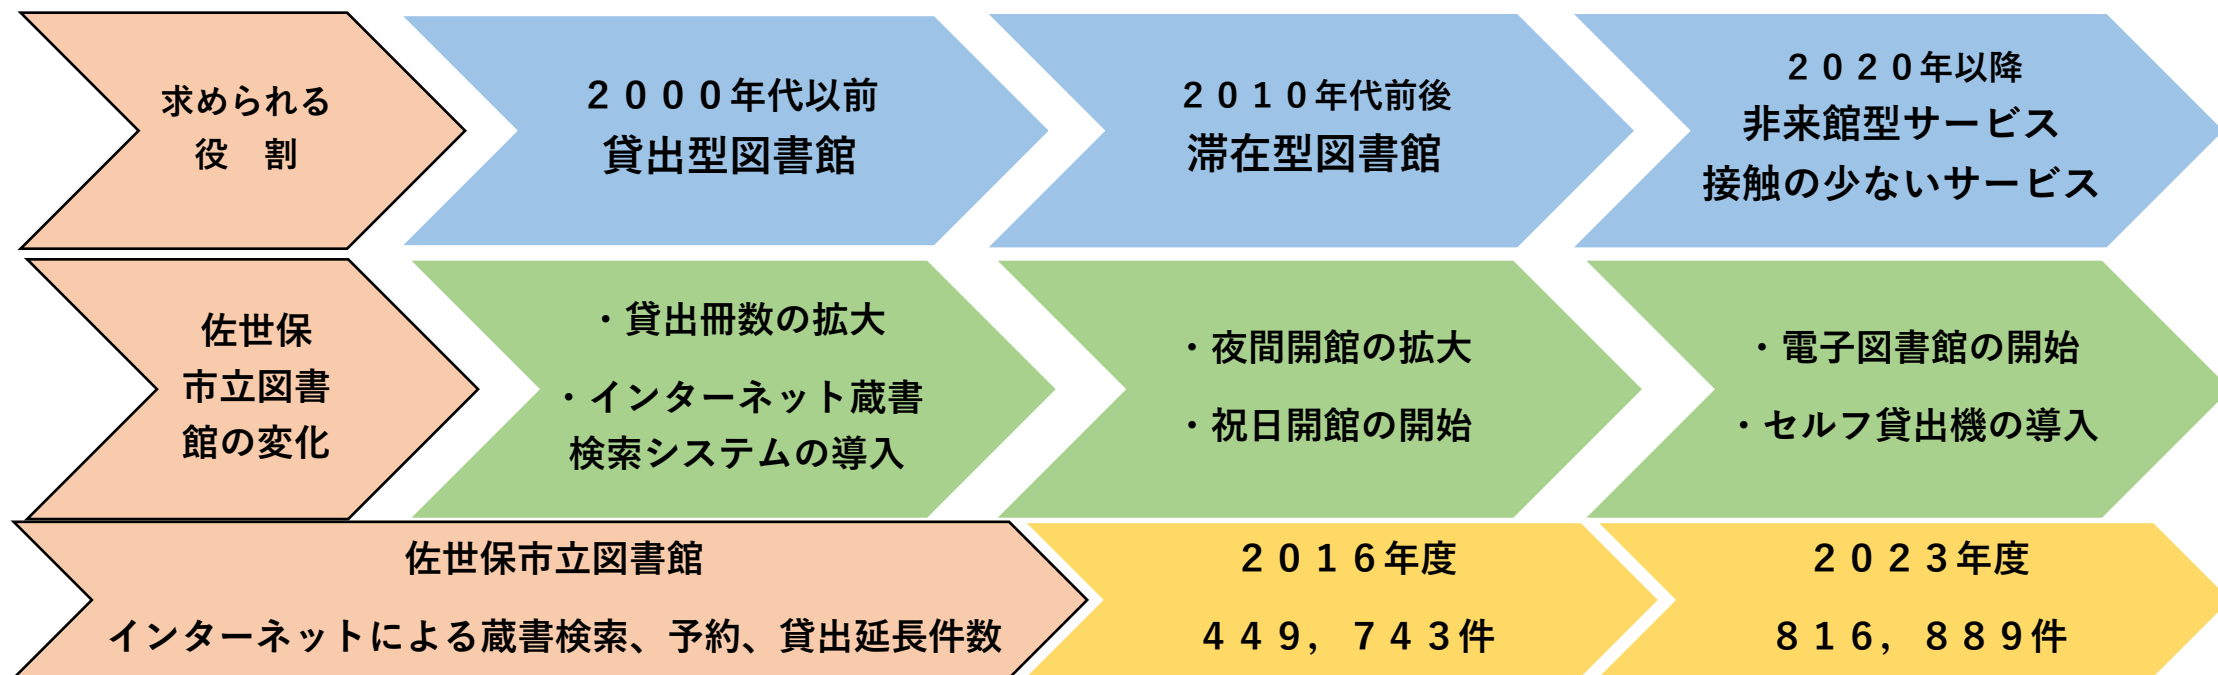 求められる
役　割
２０００年代以前
貸出型図書館
２０１０年代前後
滞在型図書館
２０２０年以降
非来館型サービス
接触の少ないサービス
佐世保
市立図書
館の変化
・貸出冊数の拡大
・インターネット蔵書
検索システムの導入
・夜間開館の拡大
・祝日開館の開始
・電子図書館の開始
・セルフ貸出機の導入
佐世保市立図書館
インターネットによる蔵書検索、予約、貸出延長件数
２０１６年度
４４９，７４３件
２０２３年度
８１６，８８９件